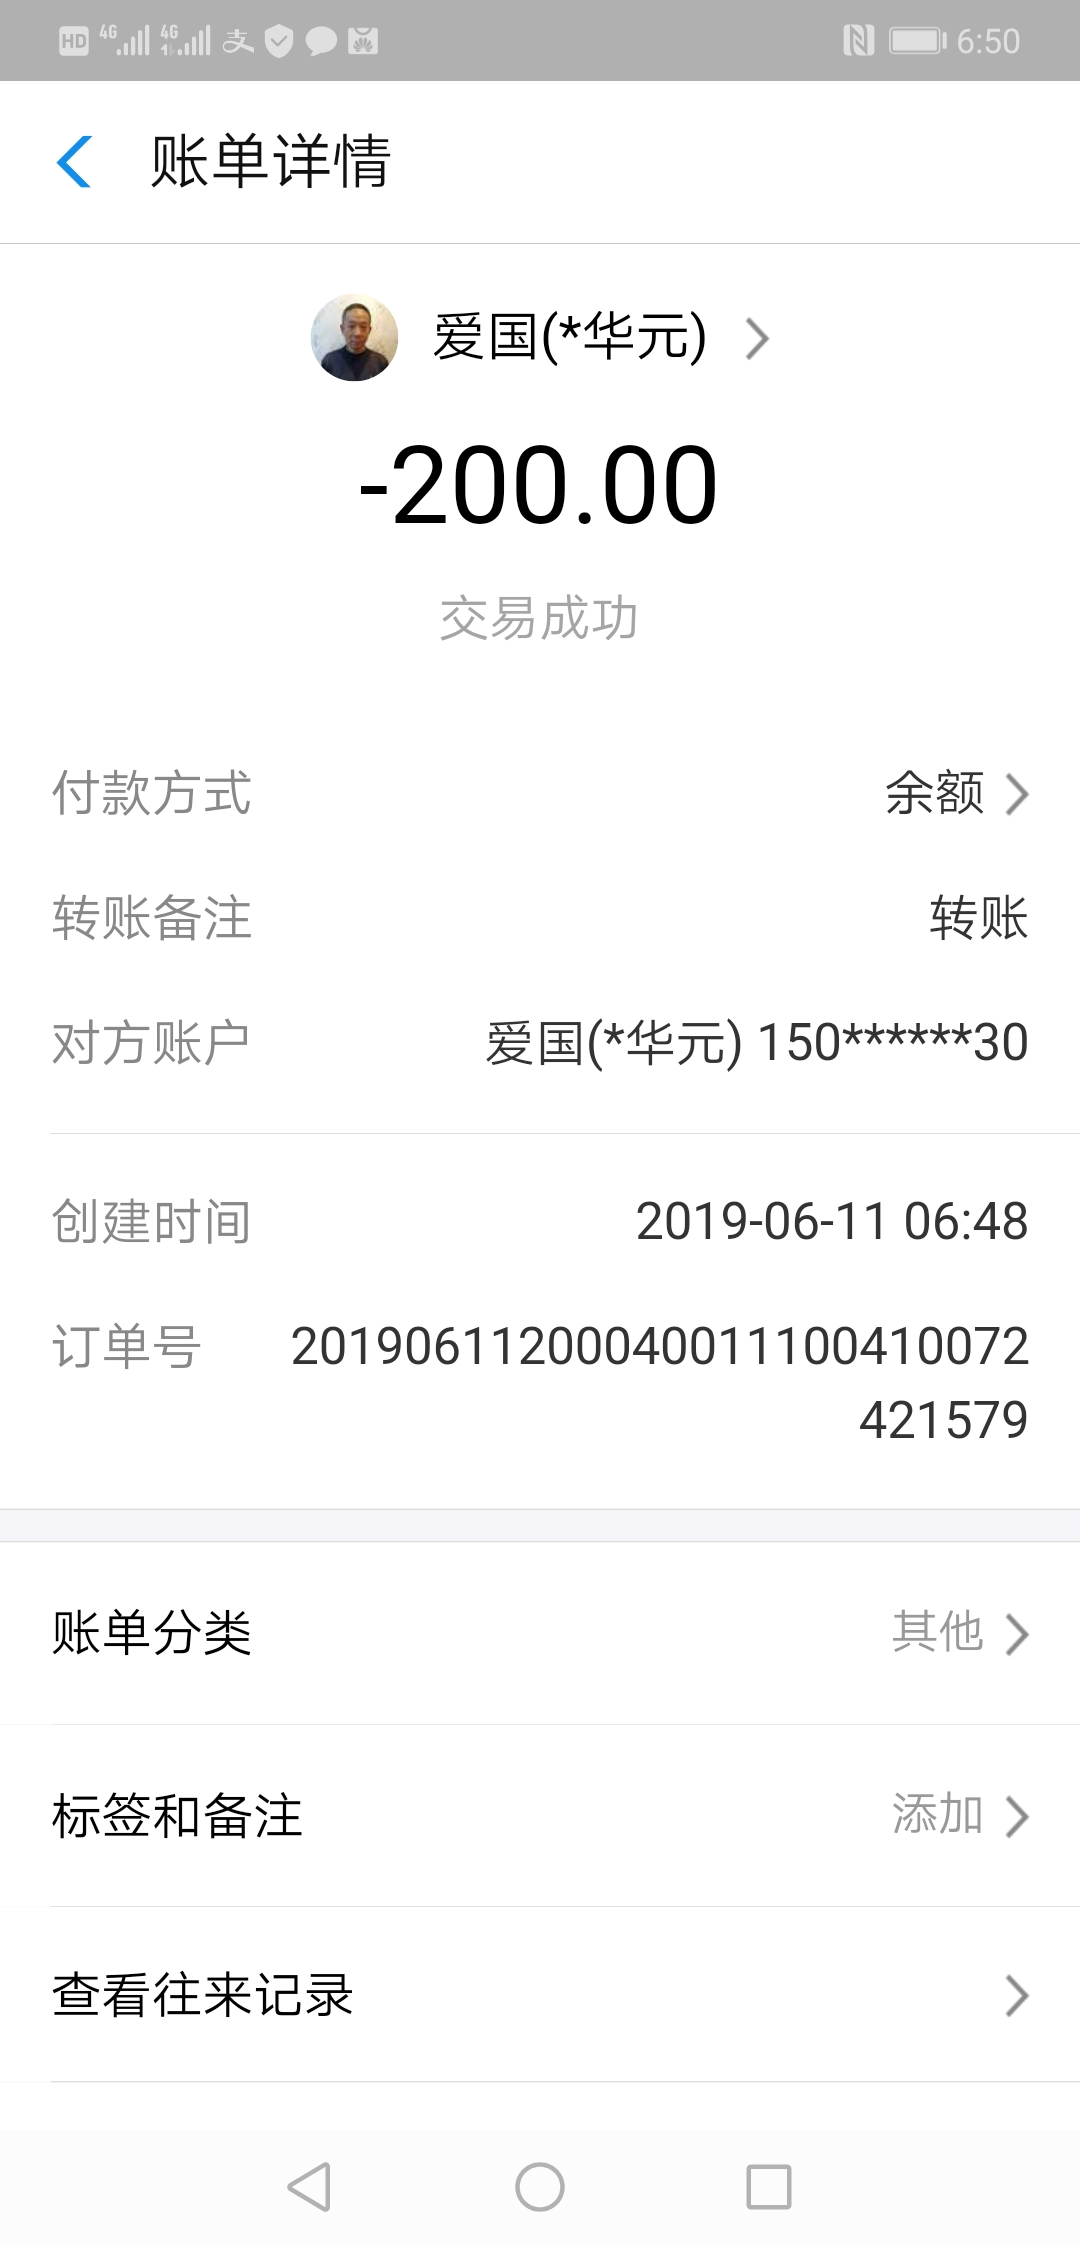 HD 4G 4G 支 6:50
账单详情
爱国(*华元)
-200.00
交易成功
付款方式 余额
转账备注 转账
对方账户 爱国(*华元) 150******30
创建时间 2019-06-11 06:48
订单号 20190611200040011100410072
421579
账单分类 其他
标签和备注 添加
查看往来记录